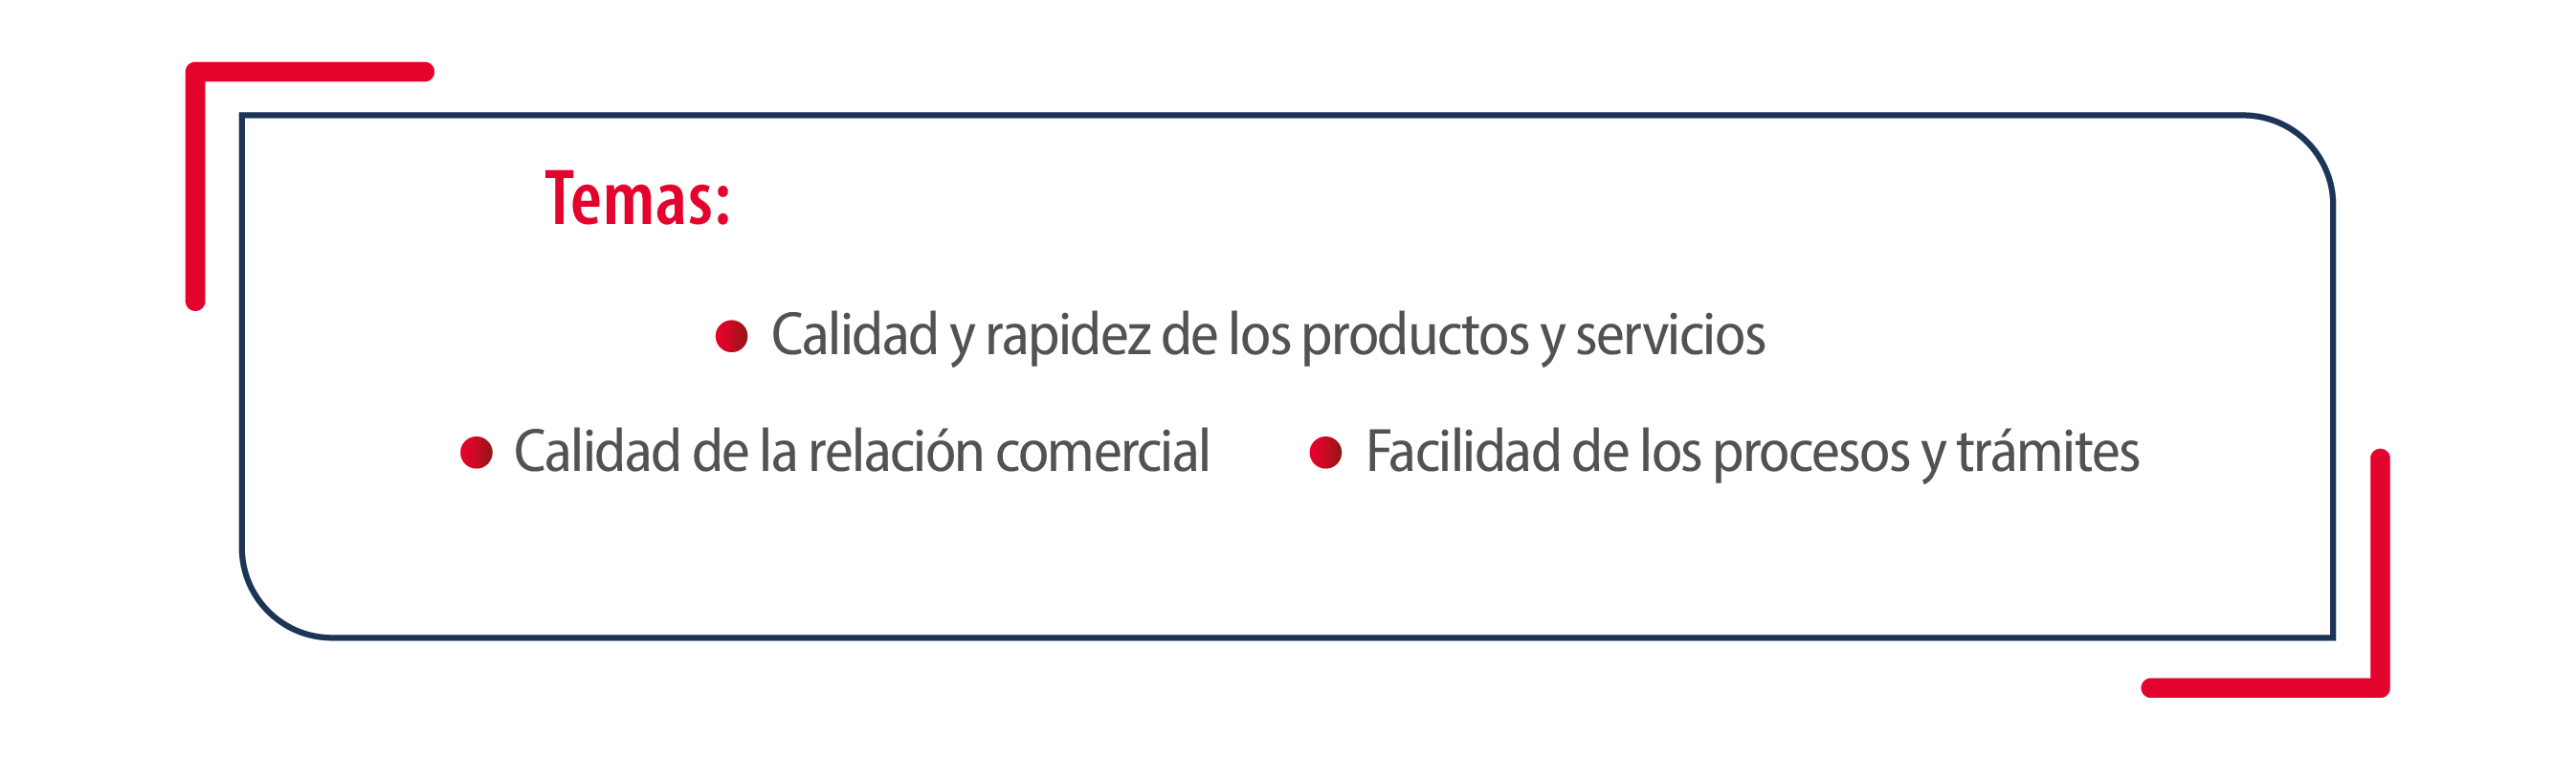 Temas:
Calidad y rapidez de los productos y servicios
Calidad de la relación comercial
Facilidad de los procesos y trámites